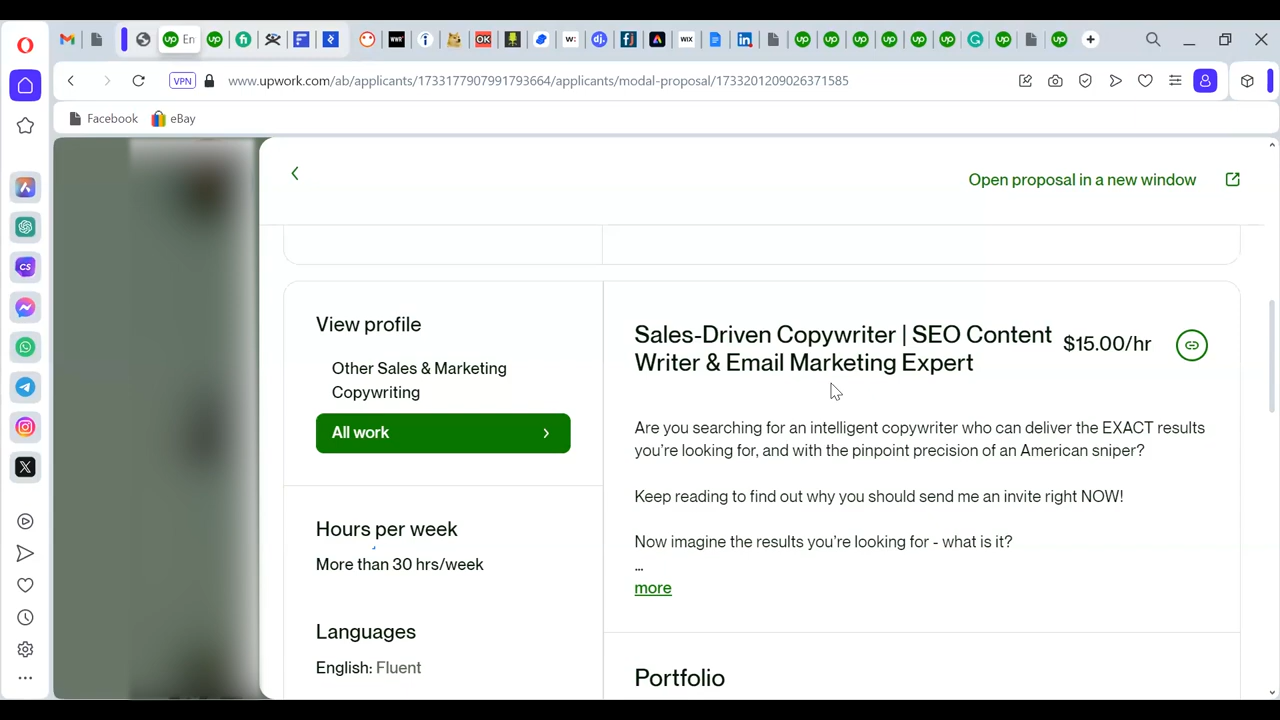 En
www.upwork.com/ab/applicants/1733177907991793664/applicants/modal-proposal/1733201209026371585
VPN
Facebook
eBay
Open proposal in a new window
View profile
Other Sales & Marketing
Copywriting
All work
Hours per week
More than 30 hrs/week
Languages
English: Fluent
Sales-Driven Copywriter | SEO Content
Writer & Email Marketing Expert
$15.00/hr
Are you searching for an intelligent copywriter who can deliver the EXACT results
you're looking for, and with the pinpoint precision of an American sniper?
Keep reading to find out why you should send me an invite right NOW!
Now imagine the results you're looking for - what is it?
...
more
Portfolio